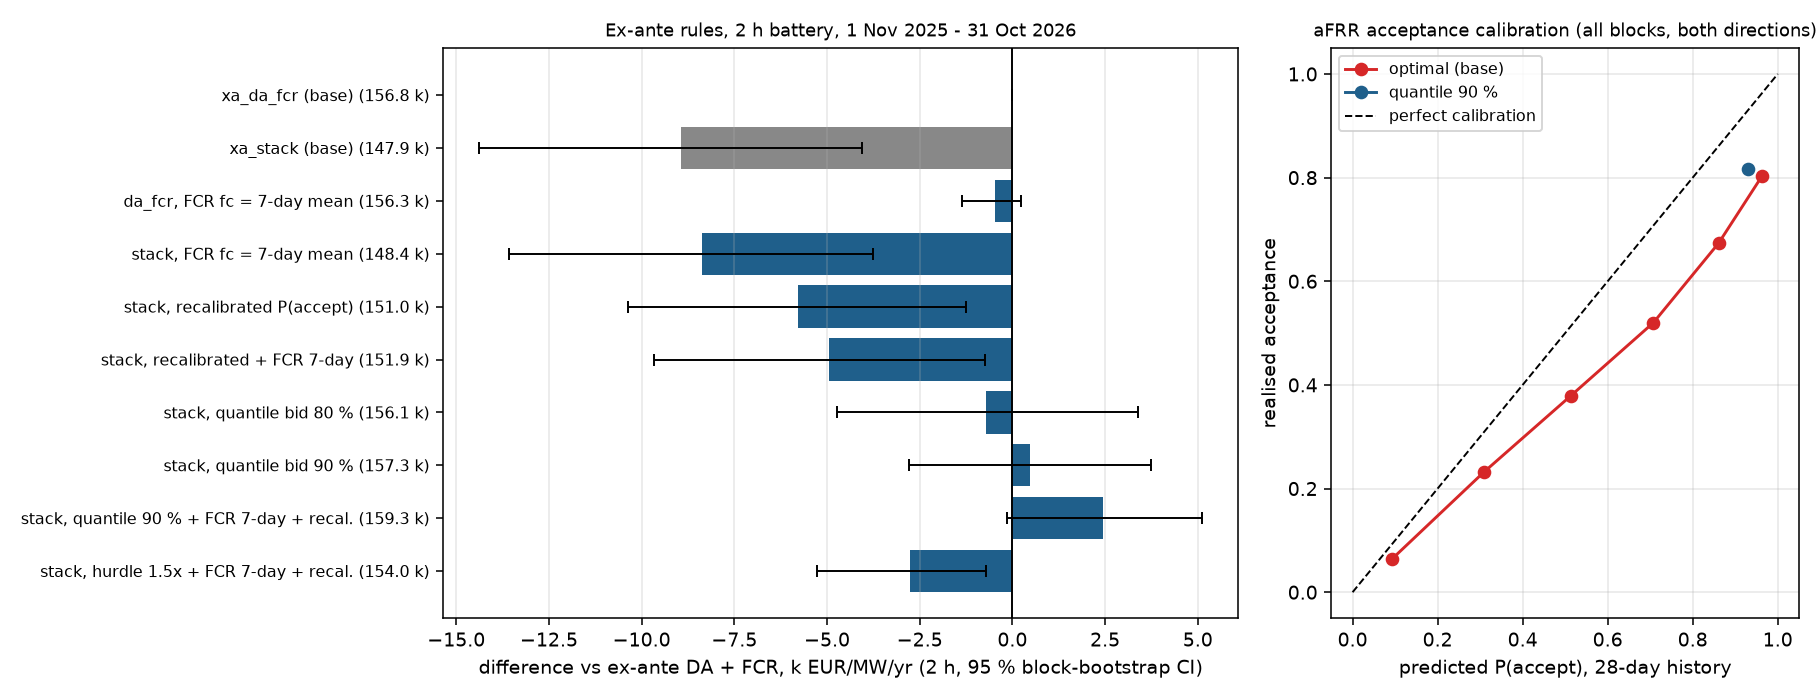 Ex-ante rules, 2 h battery, 1 Nov 2025 - 31 Oct 2026
xa_da_fcr (base) (156.8 k)
xa_stack (base) (147.9 k)
da_fcr, FCR fc = 7-day mean (156.3 k)
stack, FCR fc = 7-day mean (148.4 k)
stack, recalibrated P(accept) (151.0 k)
stack, recalibrated + FCR 7-day (151.9 k)
stack, quantile bid 80 % (156.1 k)
stack, quantile bid 90 % (157.3 k)
stack, quantile 90 % + FCR 7-day + recal. (159.3 k)
stack, hurdle 1.5x + FCR 7-day + recal. (154.0 k)
−15.0 −12.5 −10.0 −7.5 −5.0 −2.5 0.0 2.5 5.0
difference vs ex-ante DA + FCR, k EUR/MW/yr (2 h, 95 % block-bootstrap CI)
aFRR acceptance calibration (all blocks, both directions)
optimal (base)
quantile 90 %
perfect calibration
realised acceptance
1.0
0.8
0.6
0.4
0.2
0.0
0.0 0.2 0.4 0.6 0.8 1.0
predicted P(accept), 28-day history